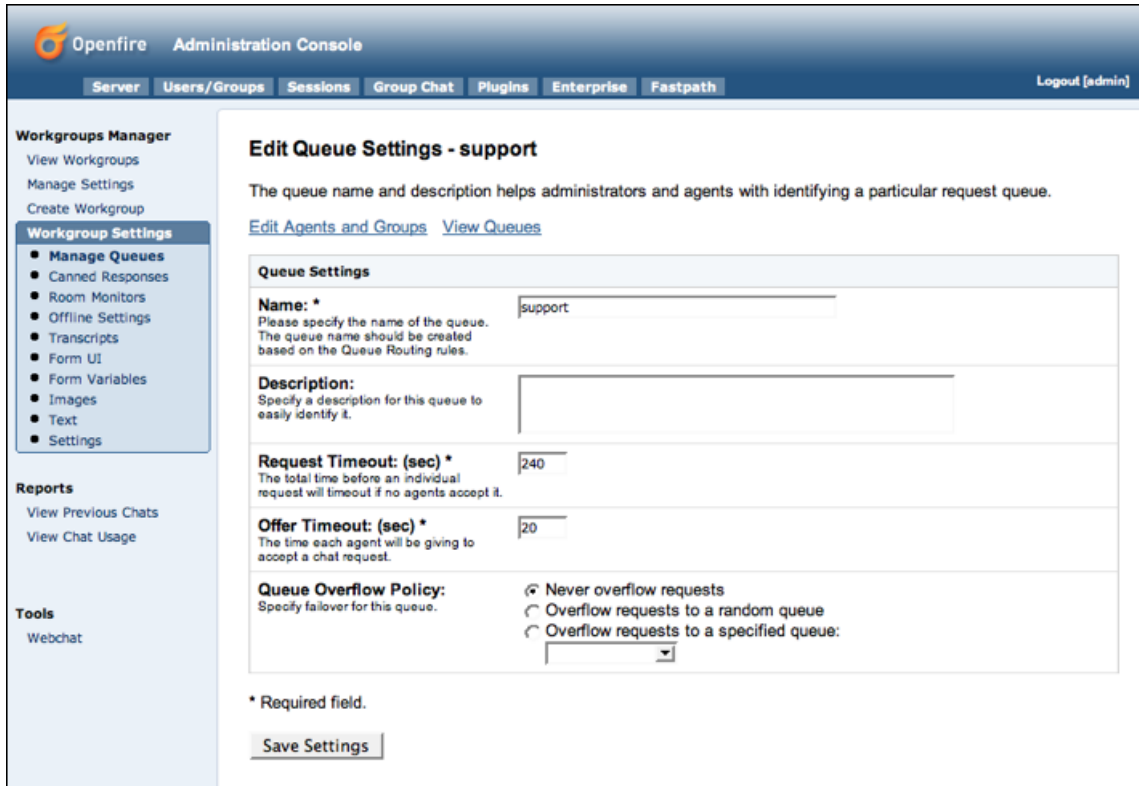 Openfire Administration Console
Server Users/Groups Sessions Group Chat Plugins Enterprise Fastpath Logout [admin]
Workgroups Manager
View Workgroups
Manage Settings
Create Workgroup
Workgroup Settings
Manage Queues
Canned Responses
Room Monitors
Offline Settings
Transcripts
Form UI
Form Variables
Images
Text
Settings
Reports
View Previous Chats
View Chat Usage
Tools
Webchat
Edit Queue Settings - support
The queue name and description helps administrators and agents with identifying a particular request queue.
Edit Agents and Groups View Queues
Queue Settings
Name: *
Please specify the name of the queue.
The queue name should be created
based on the Queue Routing rules.
support
Description:
Specify a description for this queue to
easily identify it.
Request Timeout: (sec) *
The total time before an individual
request will timeout if no agents accept it.
240
Offer Timeout: (sec) *
The time each agent will be giving to
accept a chat request.
20
Queue Overflow Policy:
Specify failover for this queue.
Never overflow requests
Overflow requests to a random queue
Overflow requests to a specified queue:
* Required field.
Save Settings